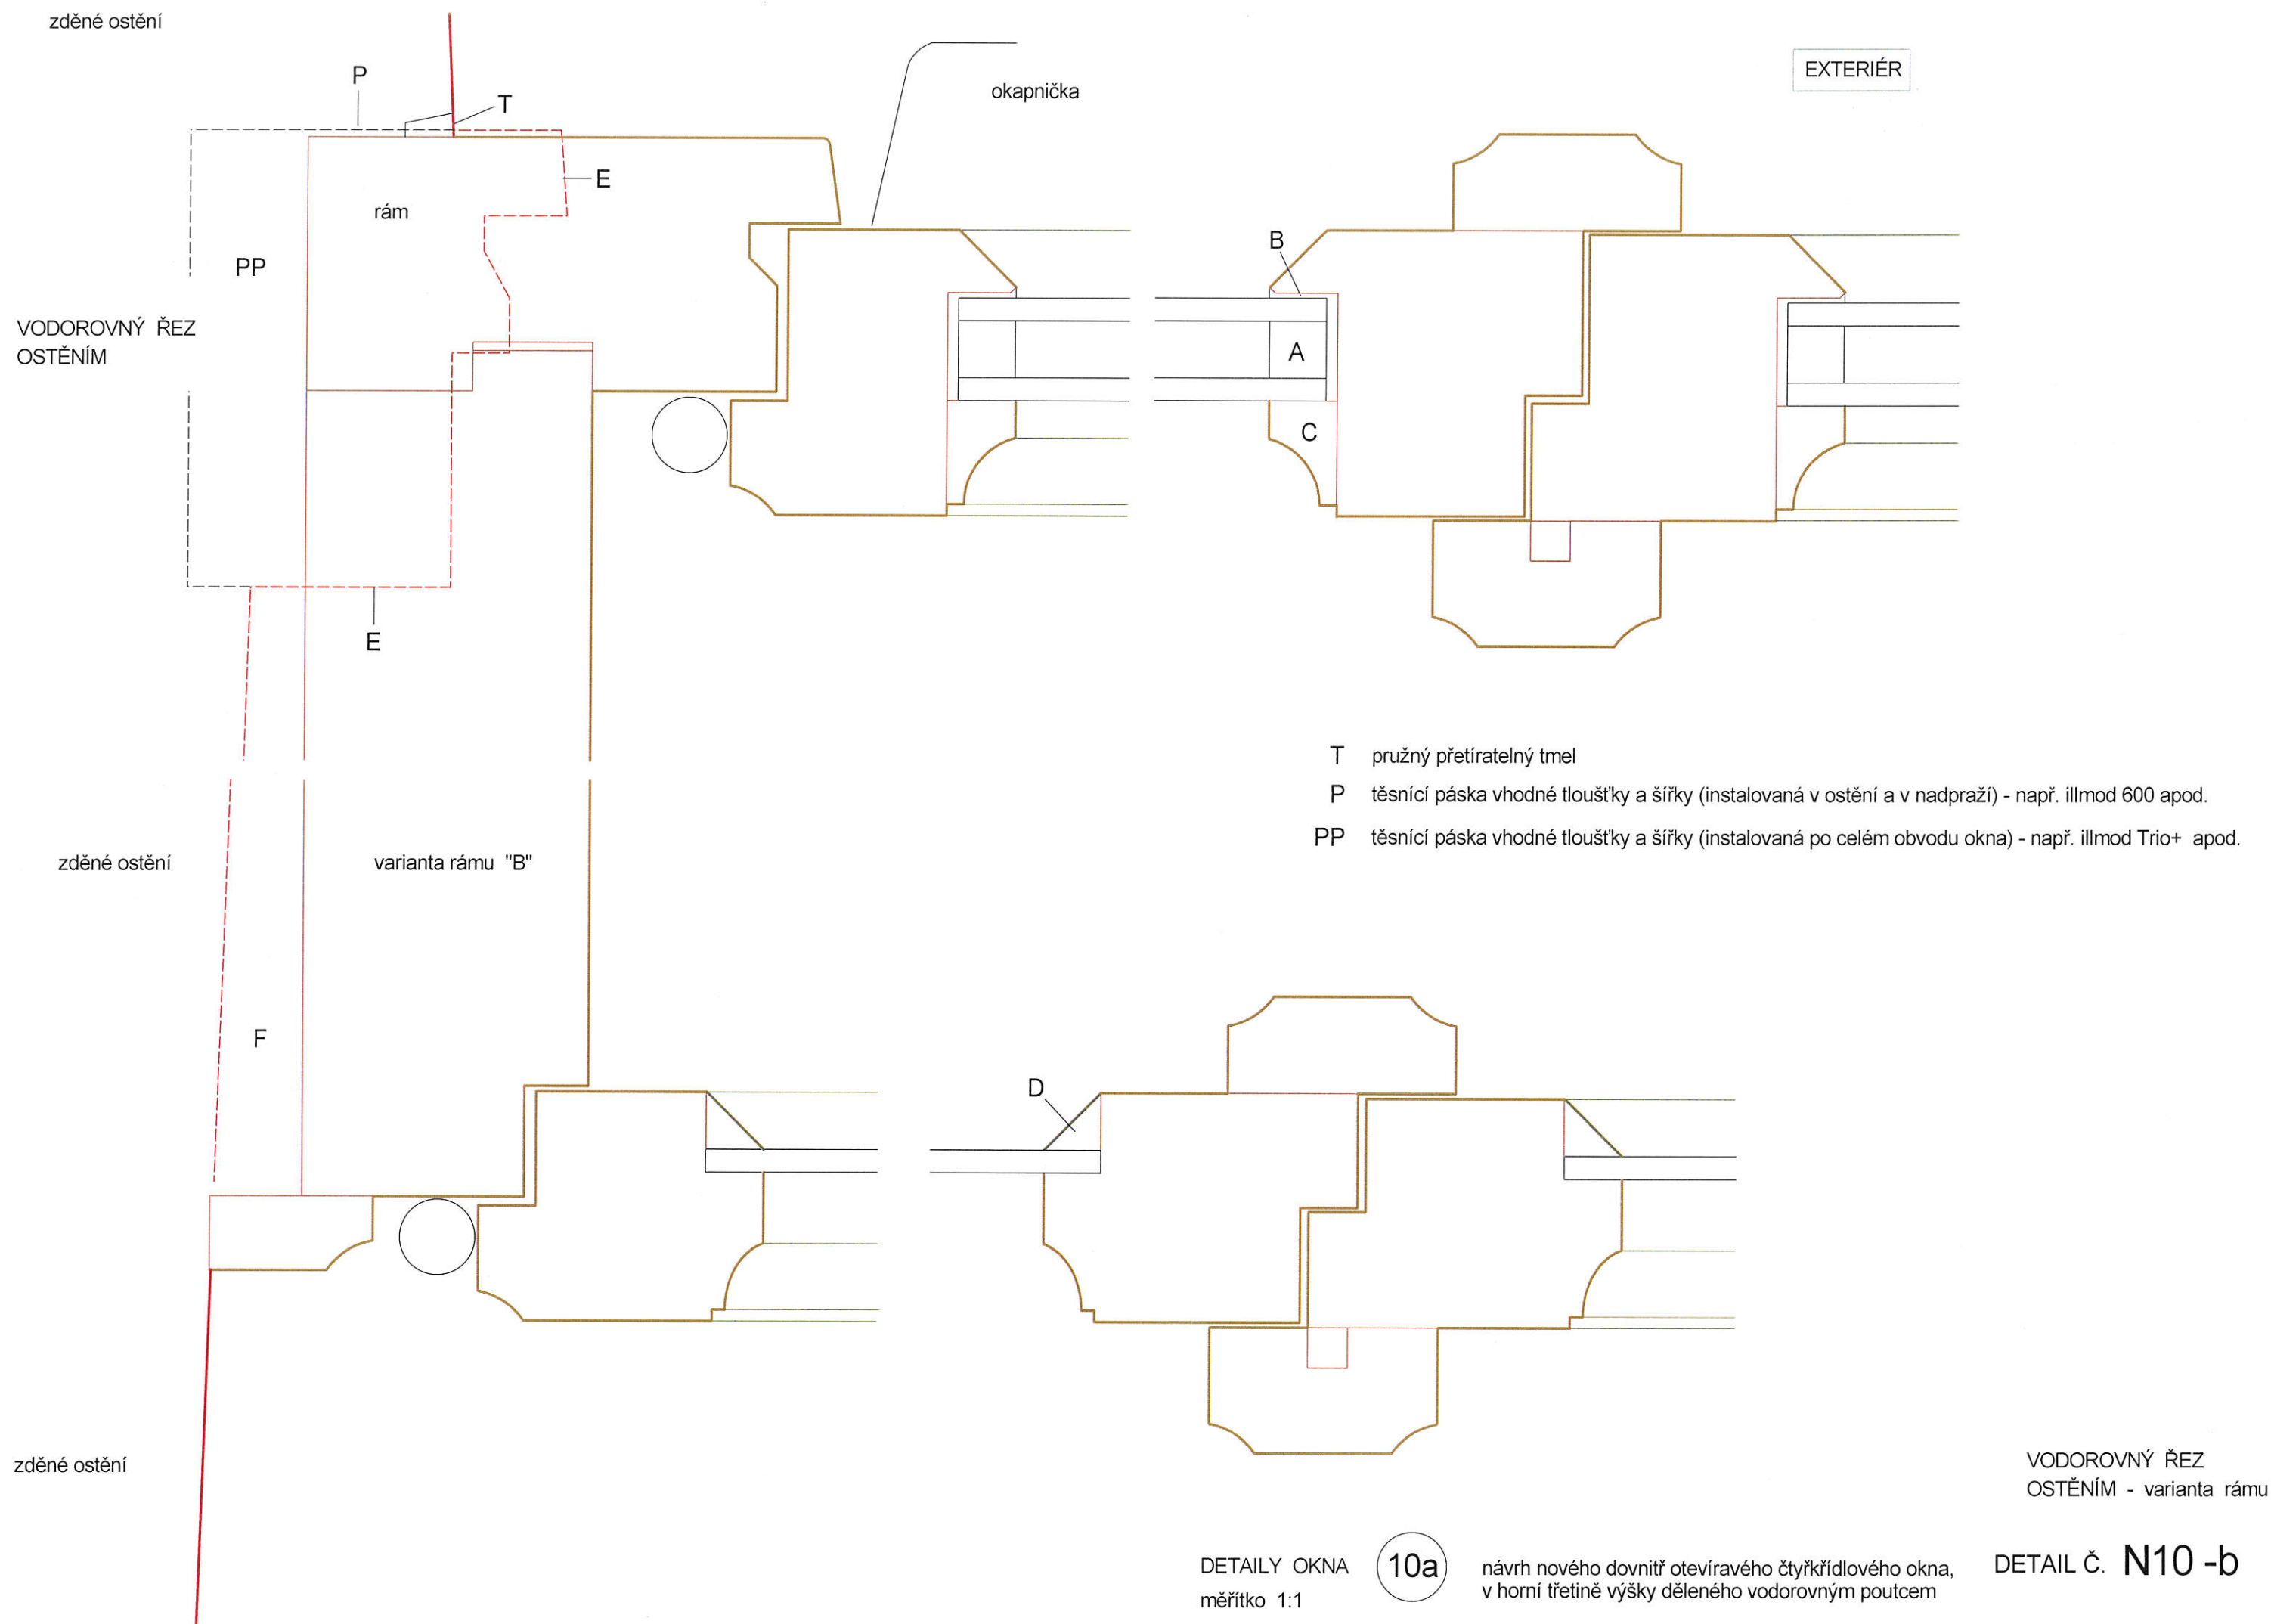 zděné ostění
P
T
okapnička
EXTERIÉR
E
rám
B
PP
VODOROVNÝ ŘEZ
OSTĚNÍM
A
C
E
T pružný přetíratelný tmel
P těsnící páska vhodné tloušťky a šířky (instalovaná v ostění a v nadpraží) - např. illmod 600 apod.
PP těsnící páska vhodné tloušťky a šířky (instalovaná po celém obvodu okna) - např. illmod Trio+ apod.
zděné ostění
varianta rámu "B"
F
D
zděné ostění
VODOROVNÝ ŘEZ
OSTĚNÍM - varianta rámu
DETAILY OKNA
měřítko 1:1
10a
návrh nového dovnitř otevíravého čtyřkřídlového okna,
v horní třetině výšky děleného vodorovným poutcem
DETAIL Č. N10 -b